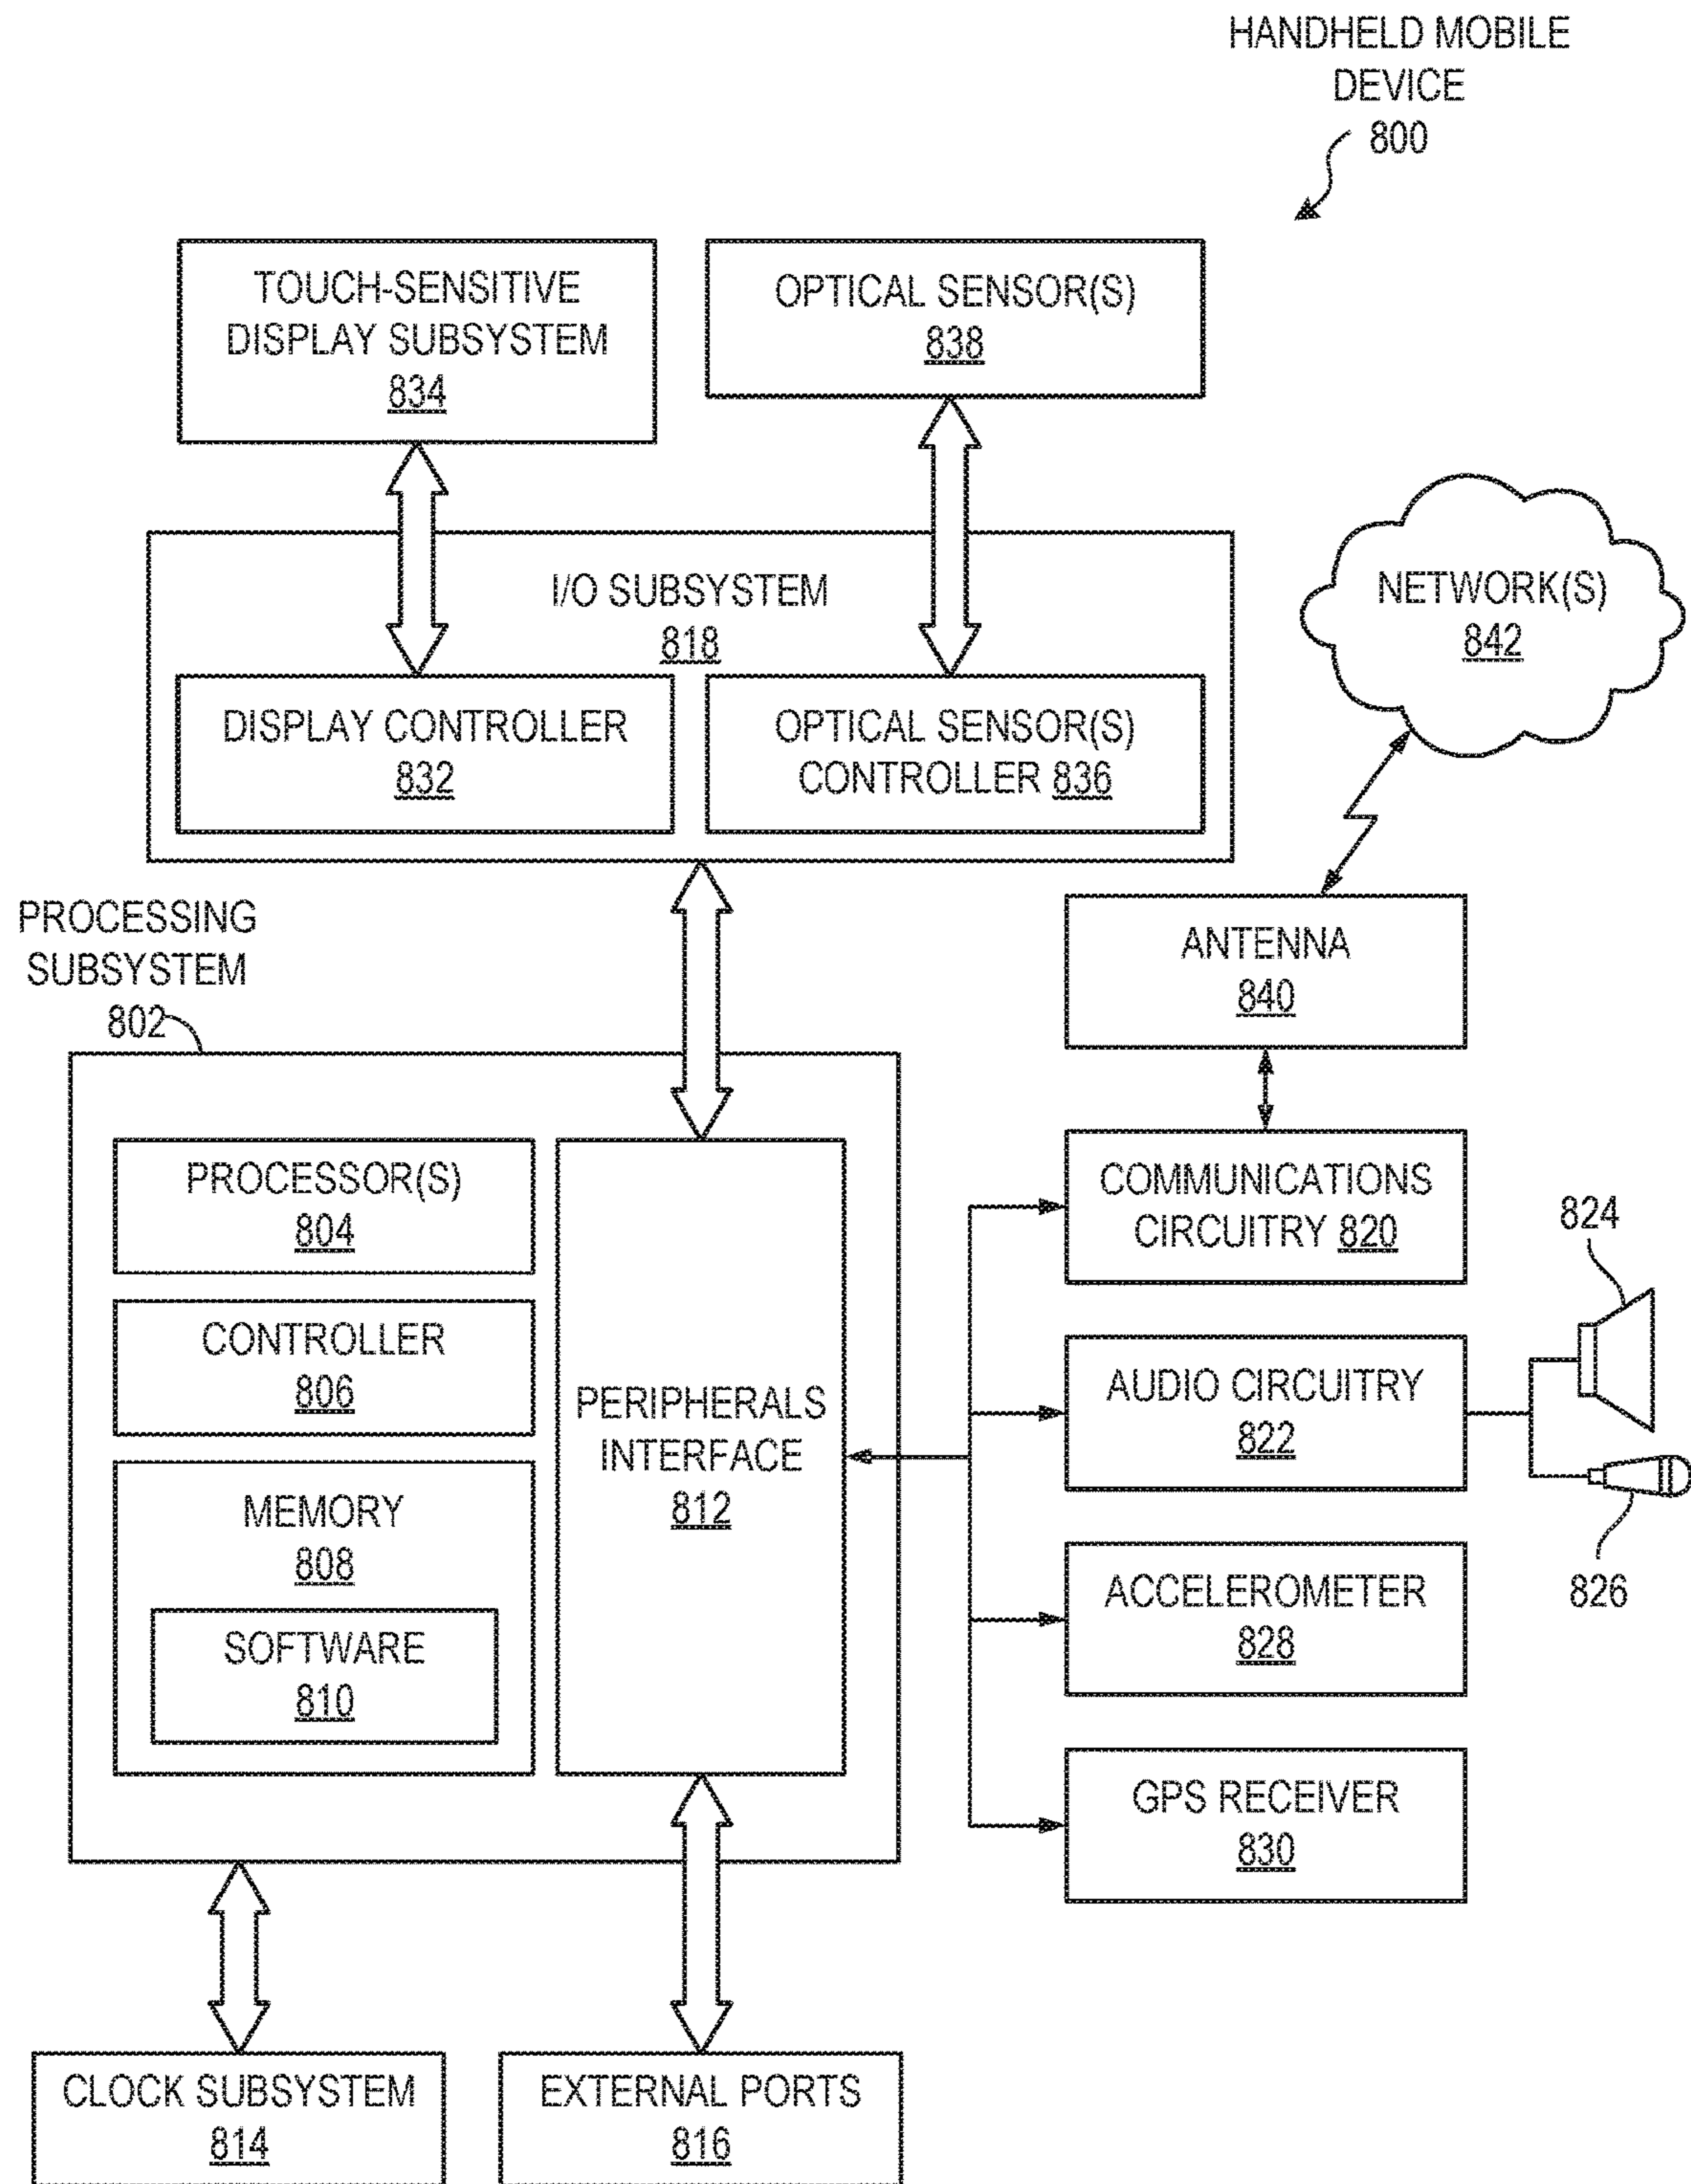 HANDHELD MOBILE
DEVICE
800
TOUCH-SENSITIVE
DISPLAY SUBSYSTEM
834
OPTICAL SENSOR(S)
838
I/O SUBSYSTEM
818
NETWORK(S)
842
DISPLAY CONTROLLER
832
OPTICAL SENSOR(S)
CONTROLLER 836
PROCESSING
SUBSYSTEM
802
ANTENNA
840
PROCESSOR(S)
804
CONTROLLER
806
MEMORY
808
SOFTWARE
810
PERIPHERALS
INTERFACE
812
COMMUNICATIONS
CIRCUITRY 820
824
AUDIO CIRCUITRY
822
826
ACCELEROMETER
828
GPS RECEIVER
830
CLOCK SUBSYSTEM
814
EXTERNAL PORTS
816